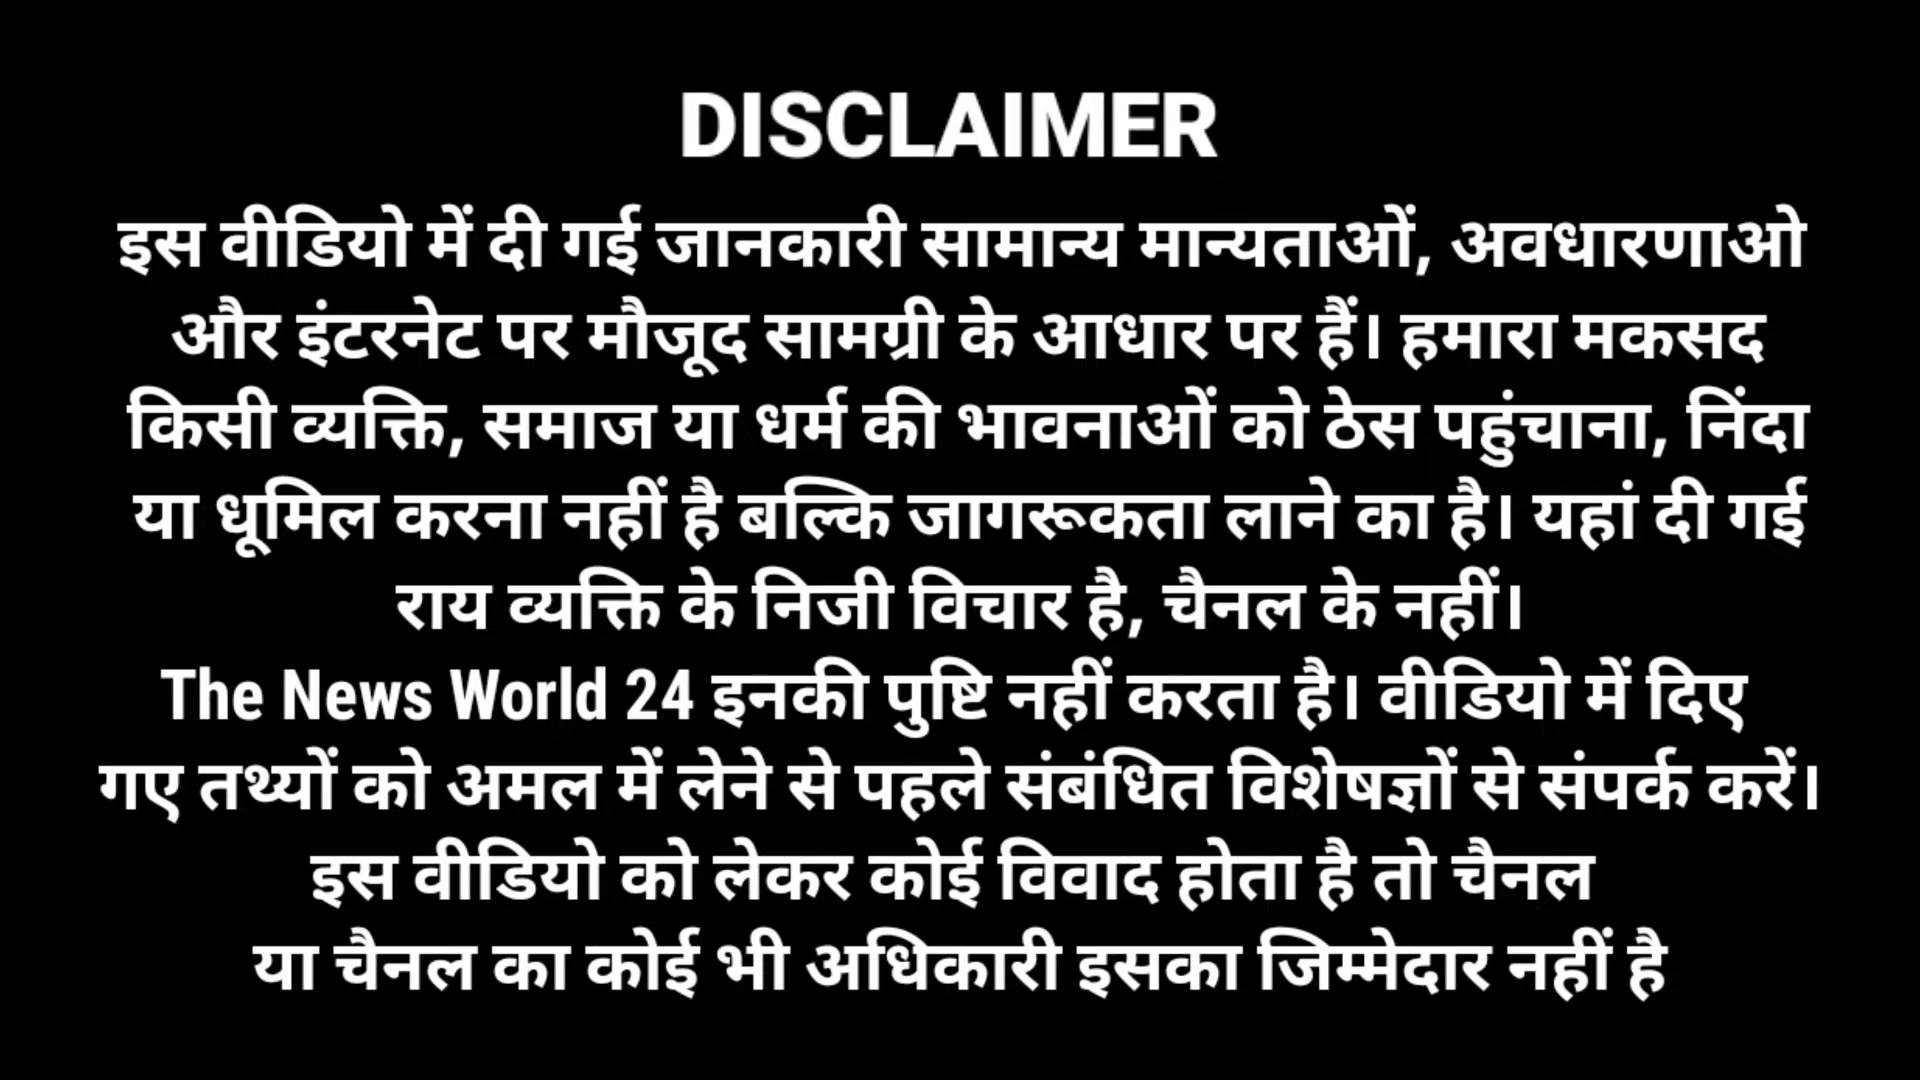 DISCLAIMER
इस वीडियो में दी गई जानकारी सामान्य मान्यताओं, अवधारणाओ
और इंटरनेट पर मौजूद सामग्री के आधार पर हैं। हमारा मकसद
किसी व्यक्ति, समाज या धर्म की भावनाओं को ठेस पहुंचाना, निंदा
या धूमिल करना नहीं है बल्कि जागरूकता लाने का है। यहां दी गई
राय व्यक्ति के निजी विचार है, चैनल के नहीं।
The News World 24 इनकी पुष्टि नहीं करता है। वीडियो में दिए
गए तथ्यों को अमल में लेने से पहले संबंधित विशेषज्ञों से संपर्क करें।
इस वीडियो को लेकर कोई विवाद होता है तो चैनल
या चैनल का कोई भी अधिकारी इसका जिम्मेदार नहीं है